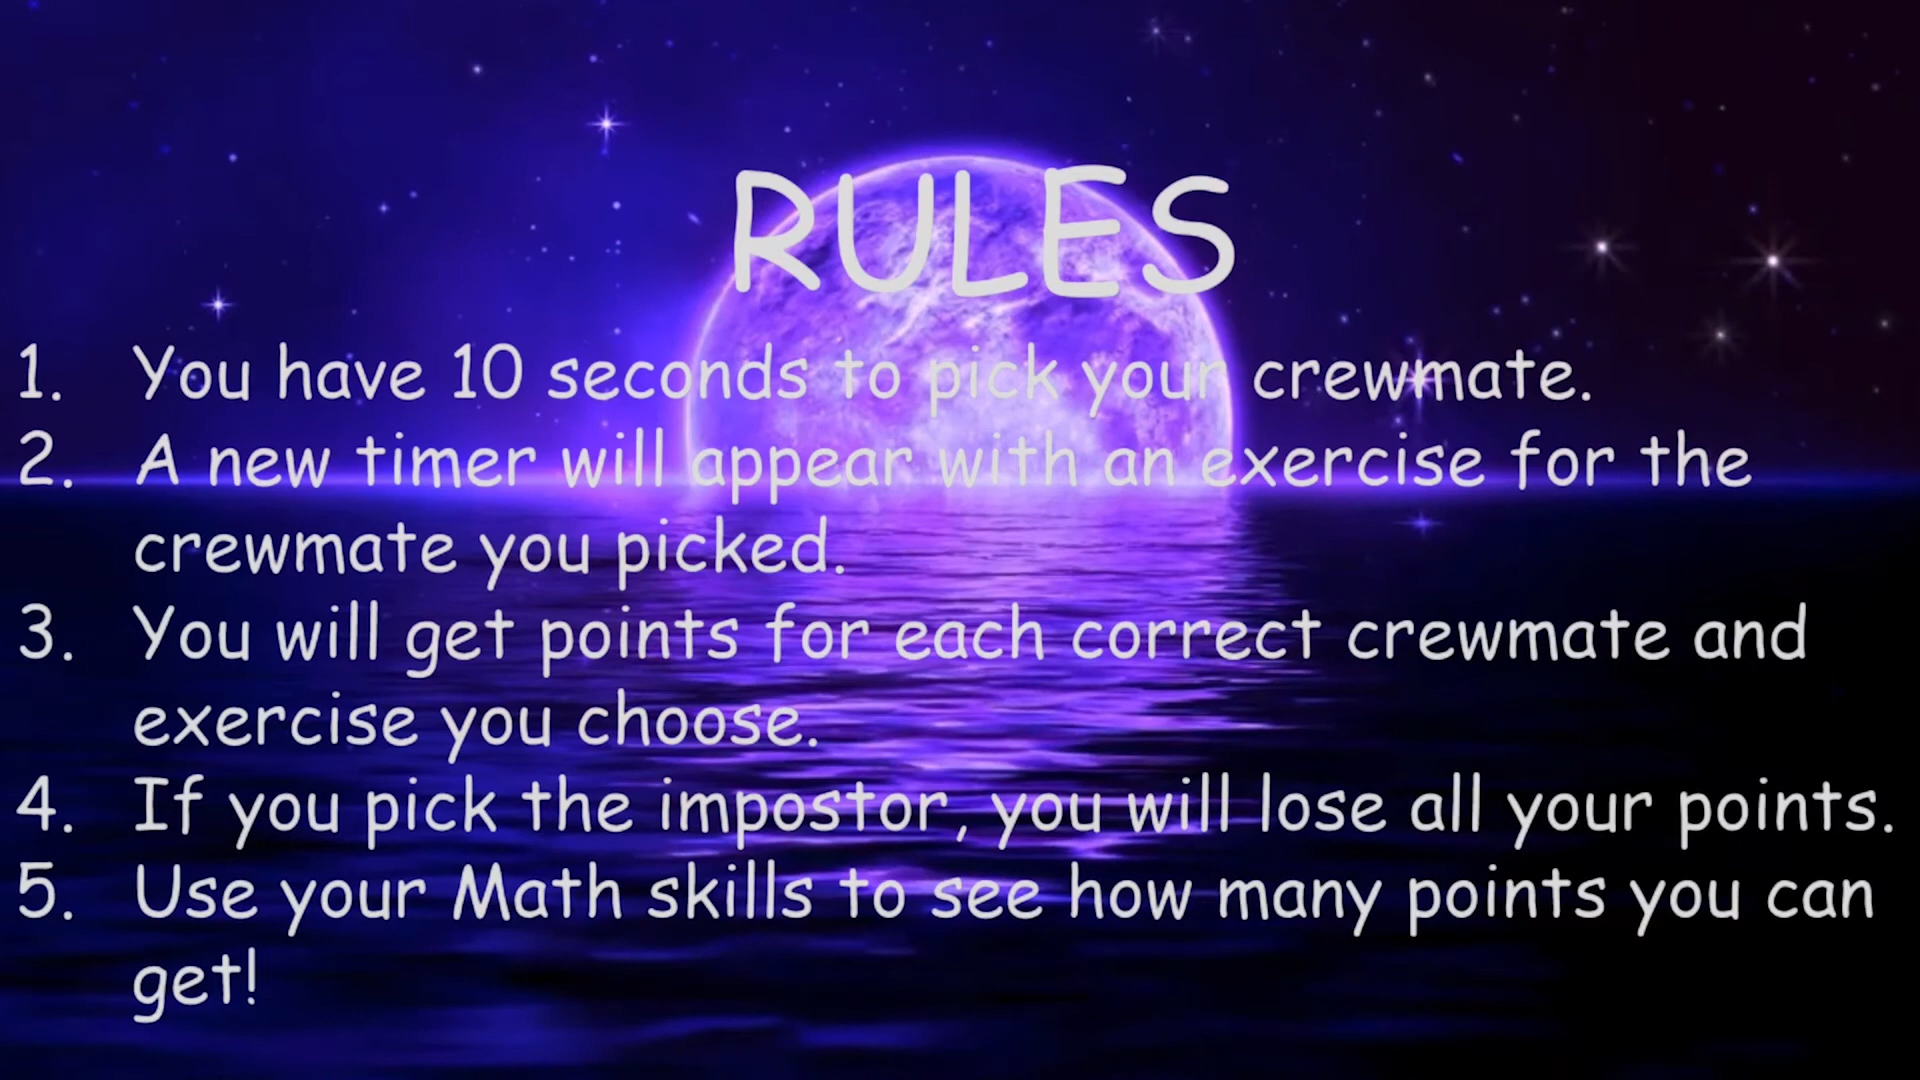 RULES
1. You have 10 seconds to pick your crewmate.
2. A new timer will appear with an exercise for the
crewmate you picked.
3. You will get points for each correct crewmate and
exercise you choose.
4. If you pick the impostor, you will lose all your points.
5. Use your Math skills to see how many points you can
get!